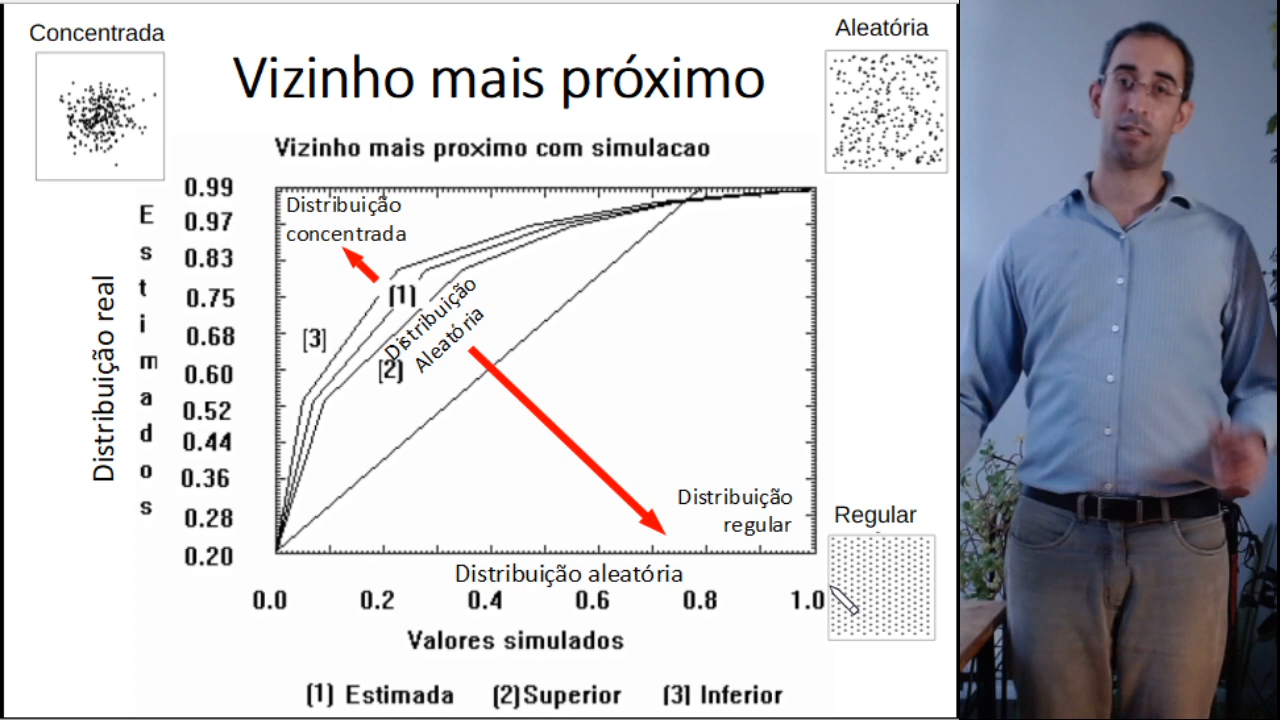 Concentrada
Vizinho mais próximo
Aleatória
Vizinho mais proximo com simulacao
Distribuição real
Estimados
0.99
0.97
0.83
0.75
0.68
0.60
0.52
0.44
0.36
0.28
0.20
Distribuição
concentrada
(1)
[3]
[2)
Distribuição
Aleatória
Distribuição
regular
Regular
Distribuição aleatória
0.0 0.2 0.4 0.6 0.8 1.0
Valores simulados
(1) Estimada (2)Superior (3) Inferior